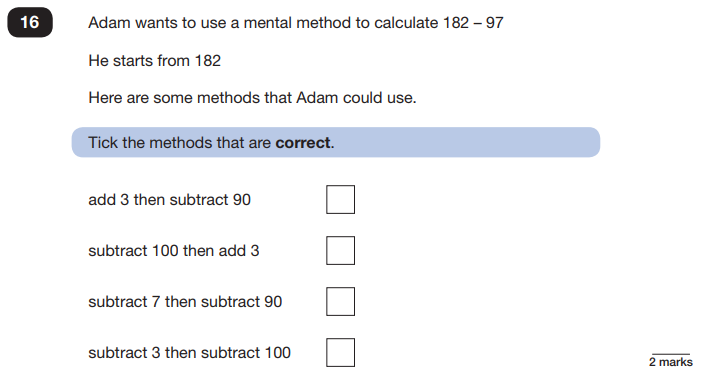 16
Adam wants to use a mental method to calculate 182 – 97
He starts from 182
Here are some methods that Adam could use.
Tick the methods that are correct.
add 3 then subtract 90
subtract 100 then add 3
subtract 7 then subtract 90
subtract 3 then subtract 100
2 marks